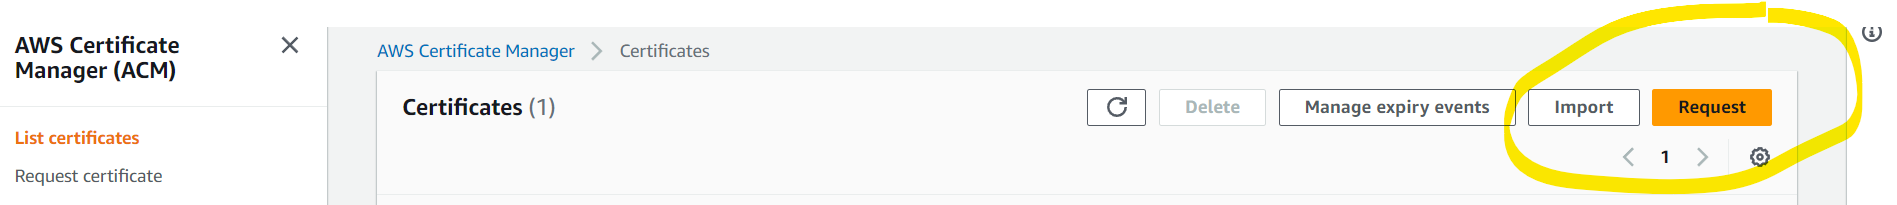 AWS Certificate
Manager (ACM)
List certificates
Request certificate
AWS Certificate Manager > Certificates
Certificates (1)
Delete
Manage expiry events
Import
Request
1